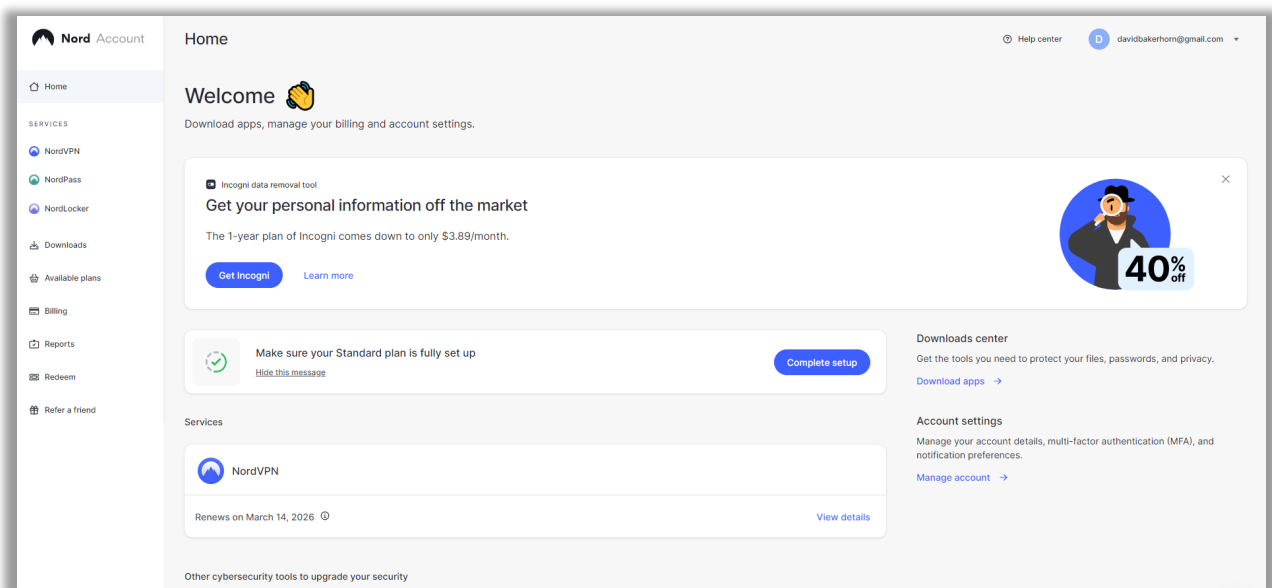 Nord Account
Home
Help center
D
davidbakerhorn@gmail.com
Home
SERVICES
NordVPN
NordPass
NordLocker
Downloads
Available plans
Billing
Reports
Redeem
Refer a friend
Welcome 👋
Download apps, manage your billing and account settings.
Incogni data removal tool
Get your personal information off the market
The 1-year plan of Incogni comes down to only $3.89/month.
Get Incogni
Learn more
40% off
Make sure your Standard plan is fully set up
Hide this message
Complete setup
Services
NordVPN
Renews on March 14, 2026
View details
Other cybersecurity tools to upgrade your security
Downloads center
Get the tools you need to protect your files, passwords, and privacy.
Download apps →
Account settings
Manage your account details, multi-factor authentication (MFA), and
notification preferences.
Manage account →